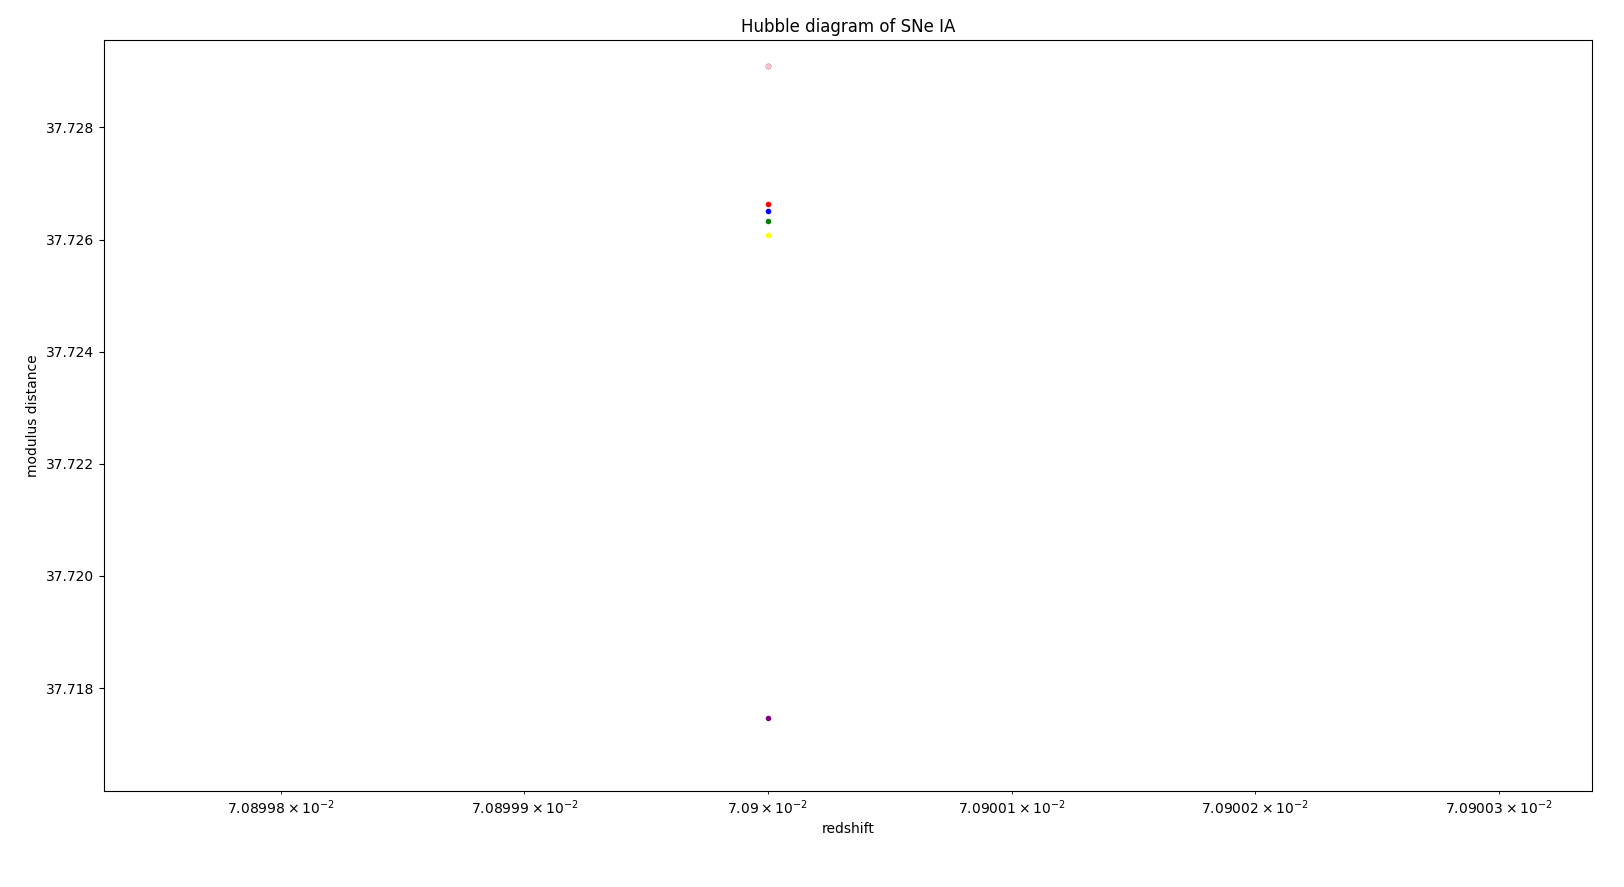 Hubble diagram of SNe IA
37.728
37.726
37.724
37.722
37.720
37.718
modulus distance
7.08998 × 10⁻² 7.08999 × 10⁻² 7.09 × 10⁻² 7.09001 × 10⁻² 7.09002 × 10⁻² 7.09003 × 10⁻²
redshift